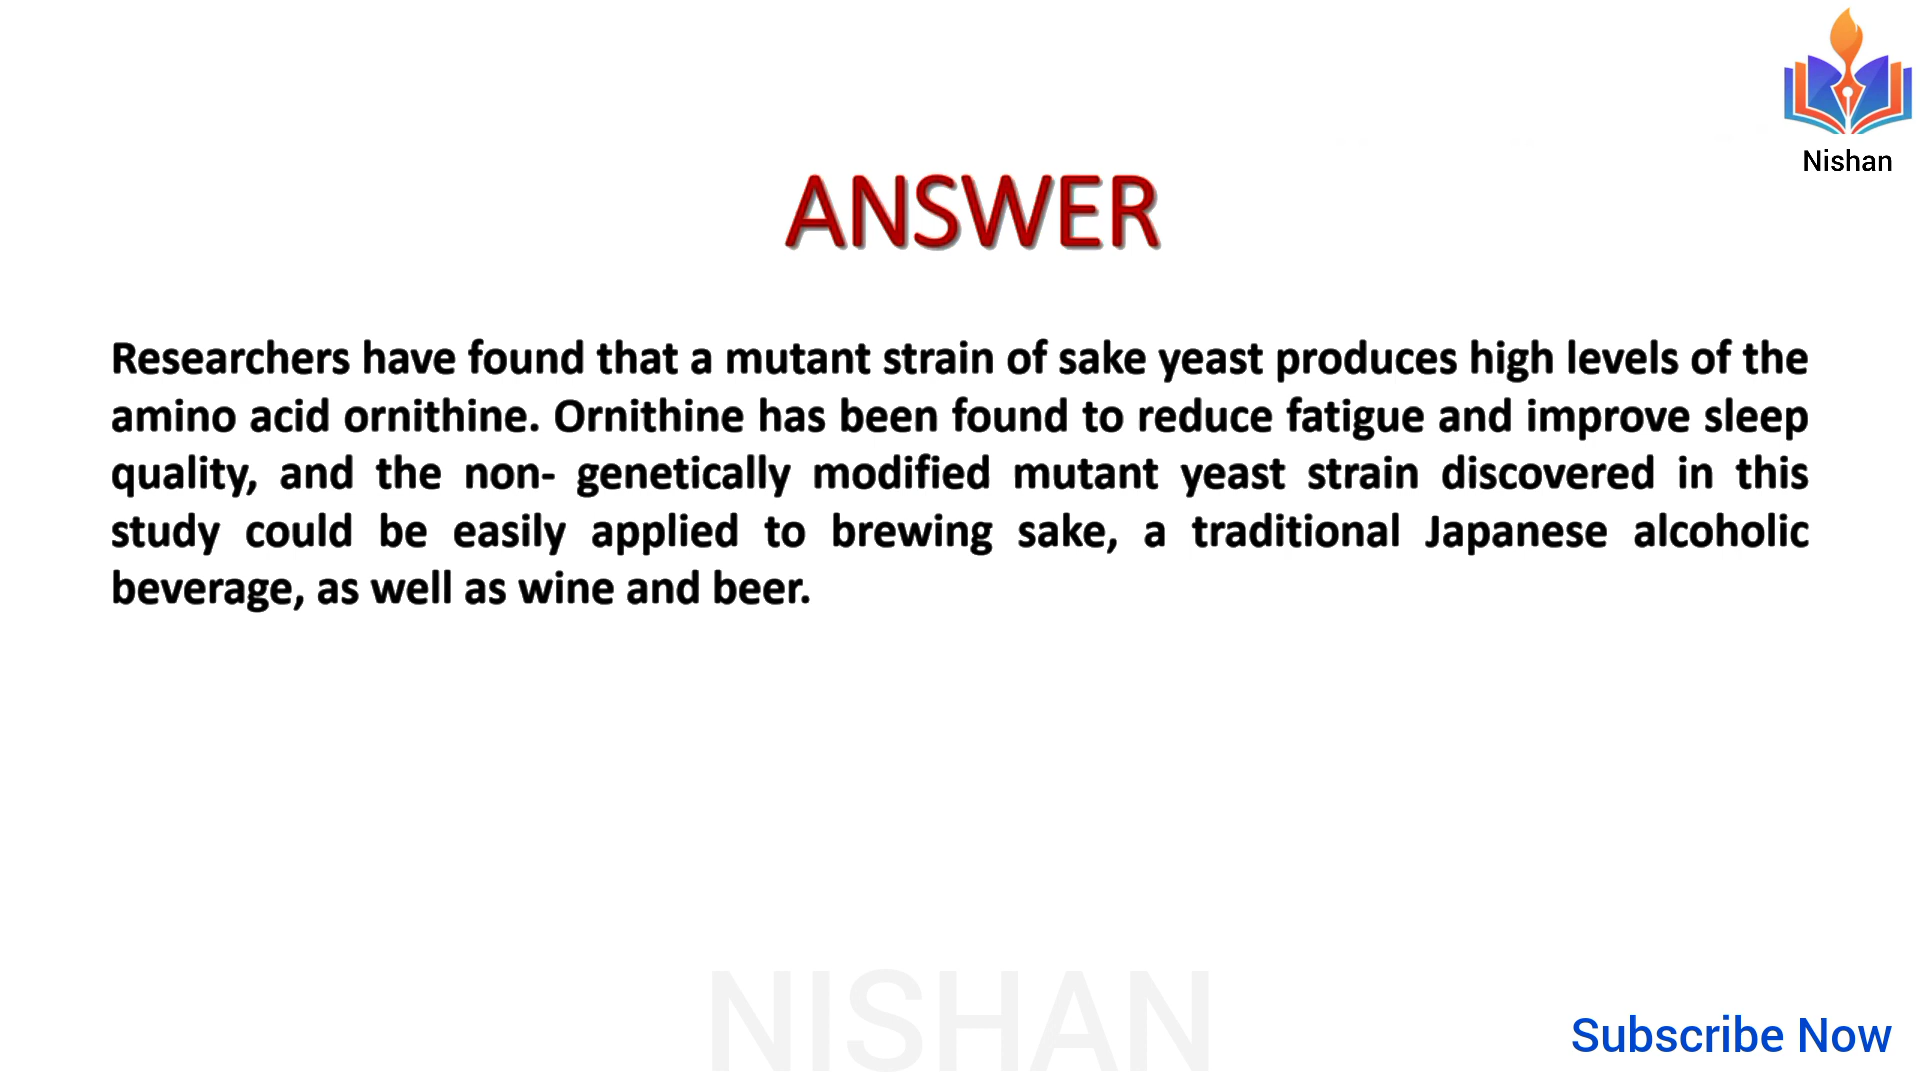 Nishan
ANSWER
Researchers have found that a mutant strain of sake yeast produces high levels of the
amino acid ornithine. Ornithine has been found to reduce fatigue and improve sleep
quality, and the non- genetically modified mutant yeast strain discovered in this
study could be easily applied to brewing sake, a traditional Japanese alcoholic
beverage, as well as wine and beer.
NISHAN
Subscribe Now